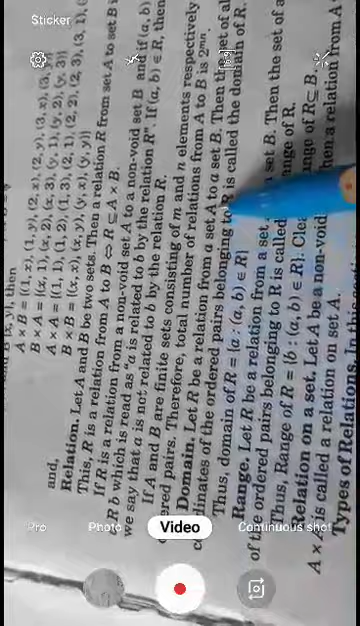 Sticker
and B{x, y}, then
A × B = {(1, x), (1, y), (2, x), (2, y), (3, x), (3,
B × A = {(x, 1), (x, 2), (x, 3), (y, 1), (y, 2), (y, 3)}
A × A = {(1, 1), (1, 2), (1, 3), (2, 1), (2, 2), (2, 3), (3, 1), (
and, B × B = {(x, x), (x, y), (y, x), (y, y)}
Relation. Let A and B be two sets. Then a relation R from set A to set B i
This, R is a relation from A to B ⇔ R ⊆ A × B.
If R is a relation from a non-void set A to a non-void set B and if (a, b)
R b which is read as "a is related to b by the relation R". If (a, b) ∈ R, then
we say that a is not related to b by the relation R.
If A and B are finite sets consisting of m and n elements respectively
ered pairs. Therefore, total number of relations from A to B is 2ᵐⁿ.
Domain. Let R be a relation from a set A to a set B. Then the set of al
dinates of the ordered pairs belonging to R is called the domain of R.
Thus, domain of R = {a : (a, b) ∈ R}
Range. Let R be a relation from a set set B. Then the set of a
of the ordered pairs belonging to R is called ange of R.
Thus, Range of R = {b : (a, b) ∈ R}. Clea nge of R ⊆ B.
Relation on a set. Let A be a non-void hen a relation from A
A × A is called a relation on set A.
Types of Relations. In this
Pro Photo Video Continuous shot